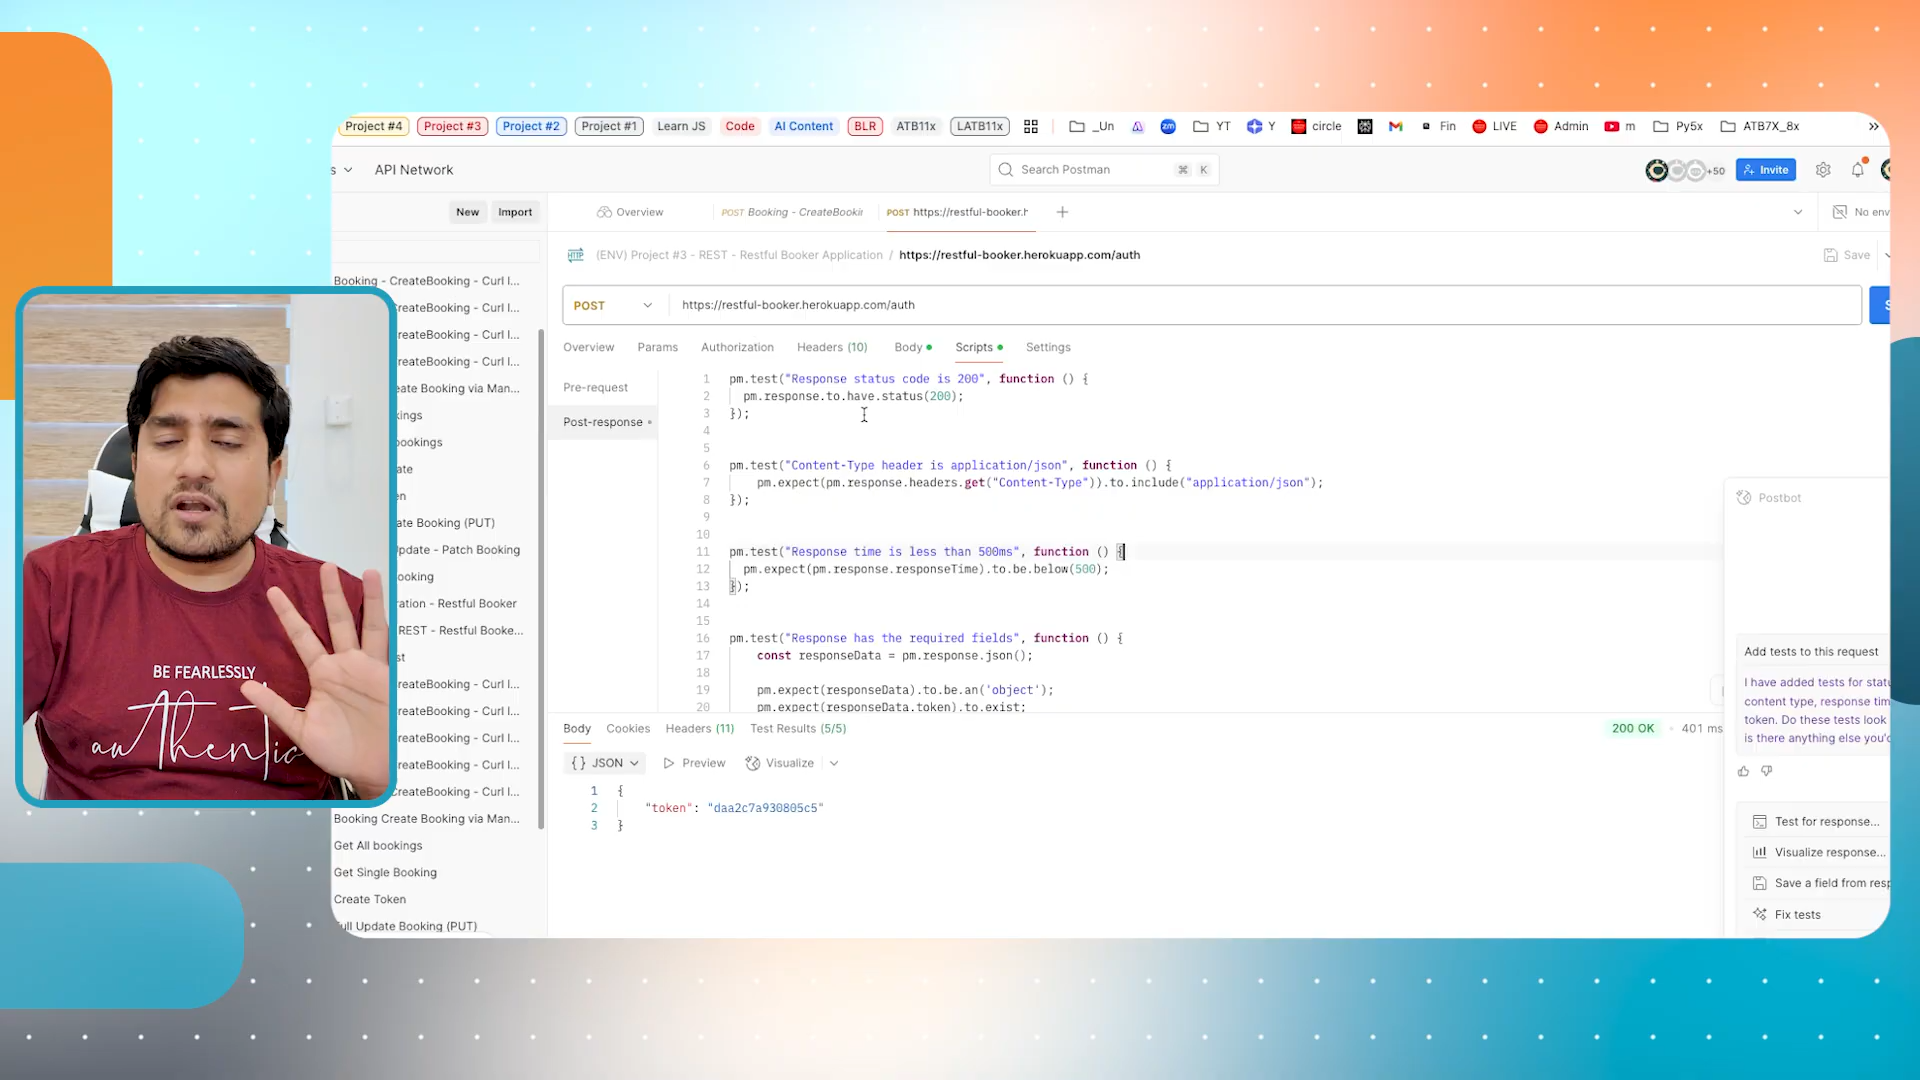 Project #4 Project #3 Project #2 Project #1 Learn JS Code AI Content BLR ATB11x LATB11x _Un zm YT Y circle Fin LIVE Admin m Py5x ATB7X_8x
s API Network Search Postman ⌘ K +50 Invite
New Import Overview POST Booking - CreateBookin POST https://restful-booker.h No env
HTTP (ENV) Project #3 - REST - Restful Booker Application / https://restful-booker.herokuapp.com/auth Save
POST https://restful-booker.herokuapp.com/auth S
Overview Params Authorization Headers (10) Body Scripts Settings
Pre-request
Post-response
Booking - CreateBooking - Curl I...
CreateBooking - Curl I...
CreateBooking - Curl I...
CreateBooking - Curl I...
eate Booking via Man...
kings
bookings
ate
en
ate Booking (PUT)
Update - Patch Booking
ooking
ration - Restful Booker
REST - Restful Booke...
st
CreateBooking - Curl I...
CreateBooking - Curl I...
CreateBooking - Curl I...
CreateBooking - Curl I...
CreateBooking - Curl I...
Booking Create Booking via Man...
Get All bookings
Get Single Booking
Create Token
ull Update Booking (PUT)
1 pm.test("Response status code is 200", function () {
2 pm.response.to.have.status(200);
3 });
4
5
6 pm.test("Content-Type header is application/json", function () {
7 pm.expect(pm.response.headers.get("Content-Type")).to.include("application/json");
8 });
9
10
11 pm.test("Response time is less than 500ms", function () {
12 pm.expect(pm.response.responseTime).to.be.below(500);
13 });
14
15
16 pm.test("Response has the required fields", function () {
17 const responseData = pm.response.json();
18
19 pm.expect(responseData).to.be.an('object');
20 pm.expect(responseData.token).to.exist;
Body Cookies Headers (11) Test Results (5/5) 200 OK 401 ms
{} JSON Preview Visualize
1 {
2 "token": "daa2c7a930805c5"
3 }
Postbot
Add tests to this request
I have added tests for statu
content type, response tim
token. Do these tests look
is there anything else you'd
Test for response...
Visualize response...
Save a field from resp
Fix tests
BE FEARLESSLY
auThentic